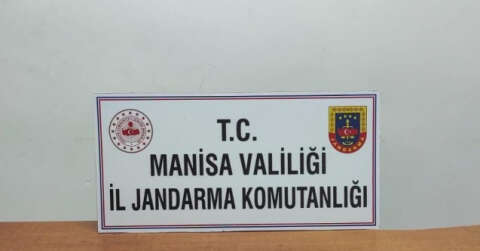 T.C.
MANİSA VALİLİĞİ
İL JANDARMA KOMUTANLIĞI